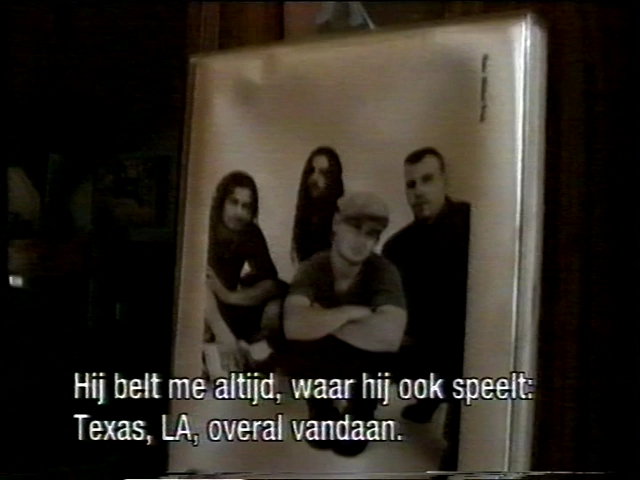 Hij belt me altijd, waar hij ook speelt:
Texas, LA, overal vandaan.